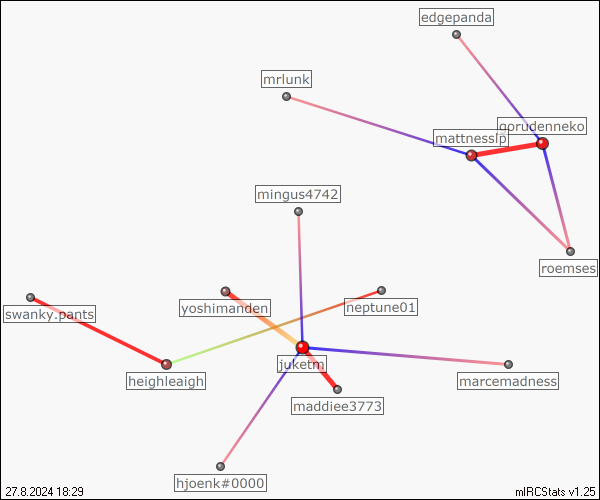 edgepanda
mrlunk
gorudenneko
mattnesslp
mingus4742
roemses
swanky.pants
yoshimanden
neptune01
juketm
heighleaigh
marcemadness
maddiee3773
hjoenk#0000
27.8.2024 18:29
mIRCStats v1.25